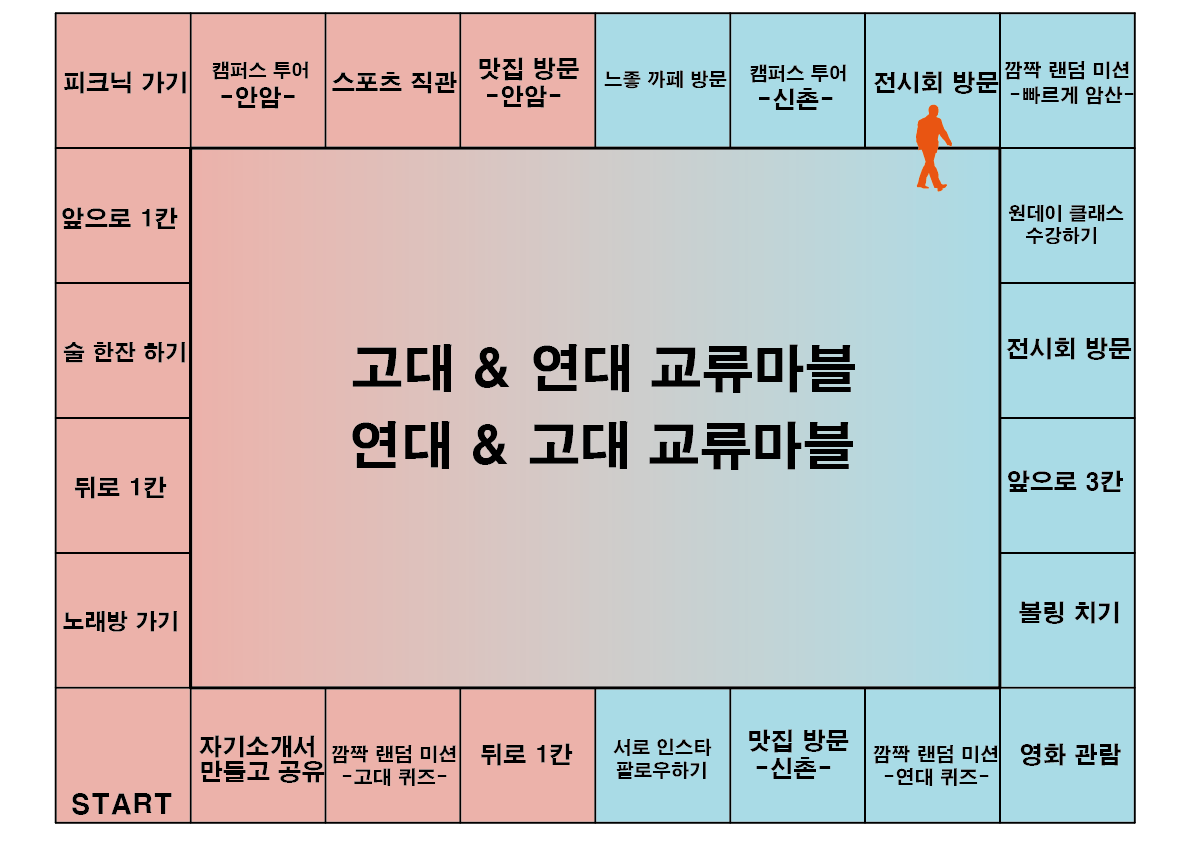 피크닉 가기
캠퍼스 투어
-안암-
스포츠 직관
맛집 방문
-안암-
느좋 까페 방문
캠퍼스 투어
-신촌-
전시회 방문
깜짝 랜덤 미션
-빠르게 암산-
앞으로 1칸
원데이 클래스
수강하기
술 한잔 하기
전시회 방문
고대 & 연대 교류마블
연대 & 고대 교류마블
뒤로 1칸
앞으로 3칸
노래방 가기
볼링 치기
START
자기소개서
만들고 공유
깜짝 랜덤 미션
-고대 퀴즈-
뒤로 1칸
서로 인스타
팔로우하기
맛집 방문
-신촌-
깜짝 랜덤 미션
-연대 퀴즈-
영화 관람